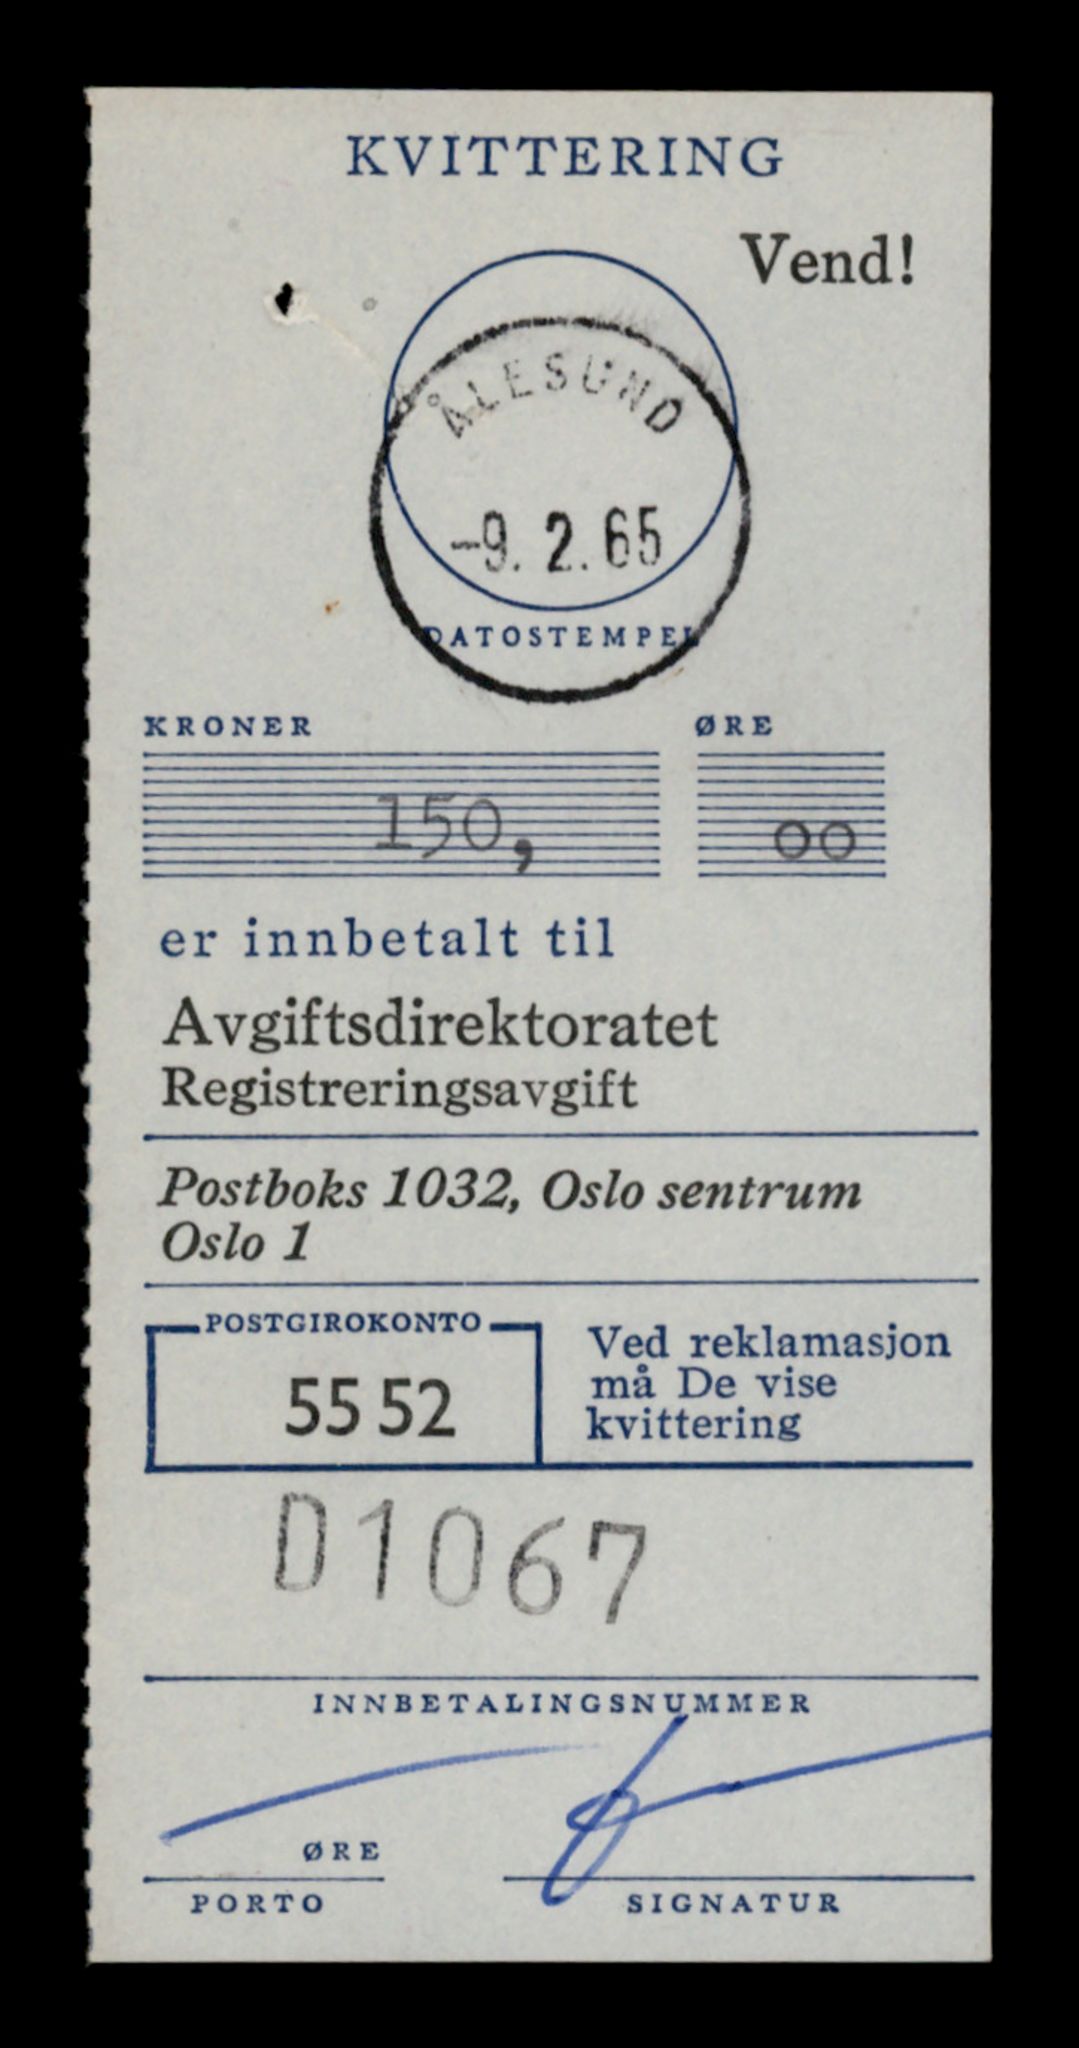 KVITTERING
Vend!
ÅLESUND
-9. 2. 65
DATOSTEMPEL
KRONER ØRE
150, 00
er innbetalt til
Avgiftsdirektoratet
Registreringsavgift
Postboks 1032, Oslo sentrum
Oslo 1
POSTGIROKONTO
55 52
Ved reklamasjon
må De vise
kvittering
D1067
INNBETALINGSNUMMER
ØRE
PORTO
SIGNATUR